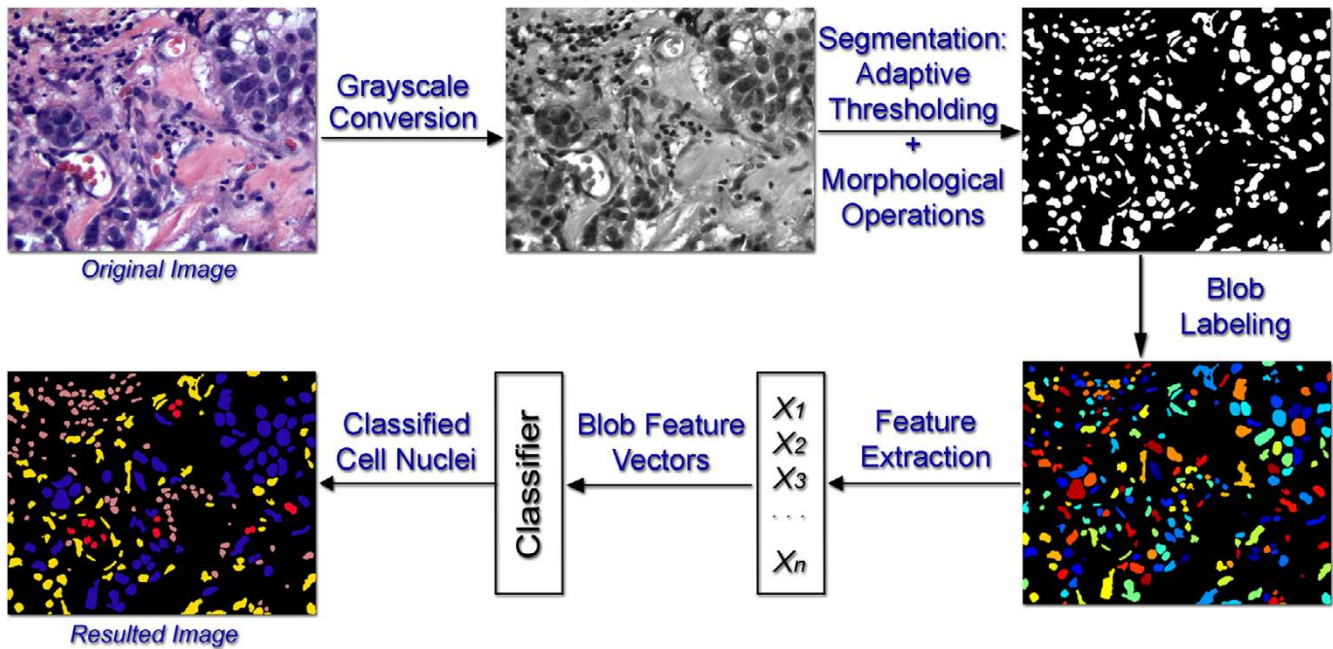 Grayscale
Conversion
Segmentation:
Adaptive
Thresholding
+
Morphological
Operations
Original Image
Blob
Labeling
Feature
Extraction
X1
X2
X3
...
Xn
Blob Feature
Vectors
Classifier
Classified
Cell Nuclei
Resulted Image